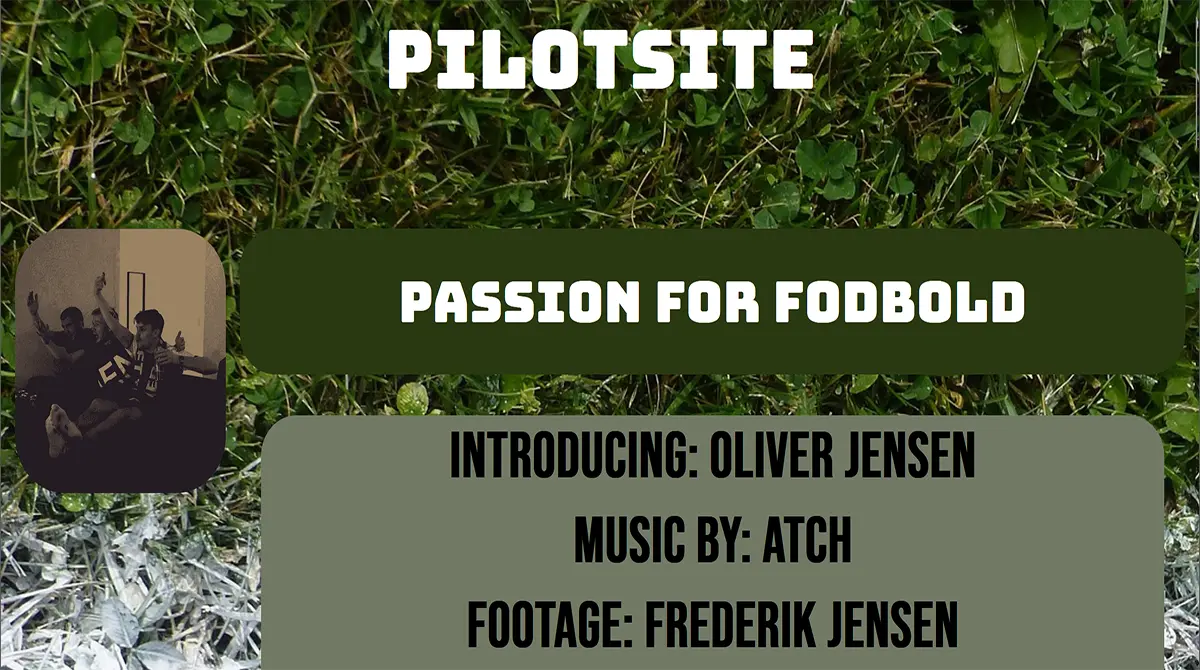 PILOTSITE
PASSION FOR FODBOLD
INTRODUCING: OLIVER JENSEN
MUSIC BY: ATCH
FOOTAGE: FREDERIK JENSEN